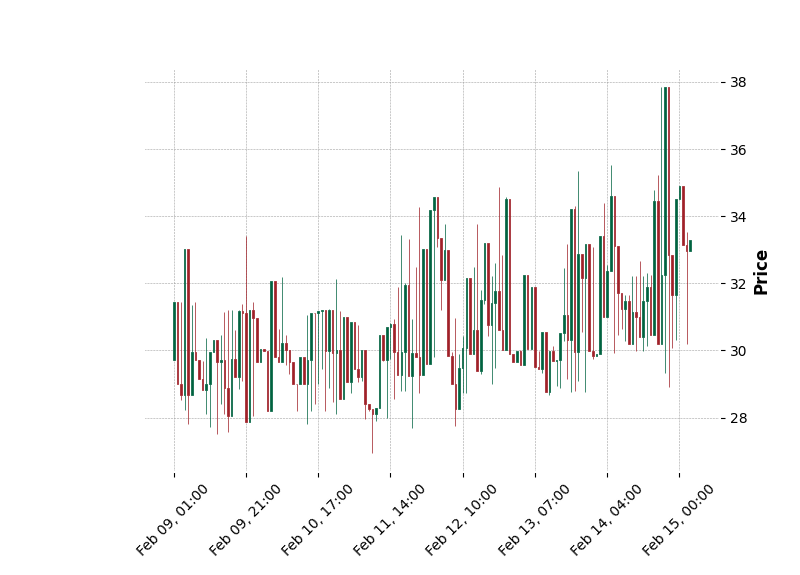 38
36
34
32
30
28
Price
Feb 09, 01:00
Feb 09, 21:00
Feb 10, 17:00
Feb 11, 14:00
Feb 12, 10:00
Feb 13, 07:00
Feb 14, 04:00
Feb 15, 00:00